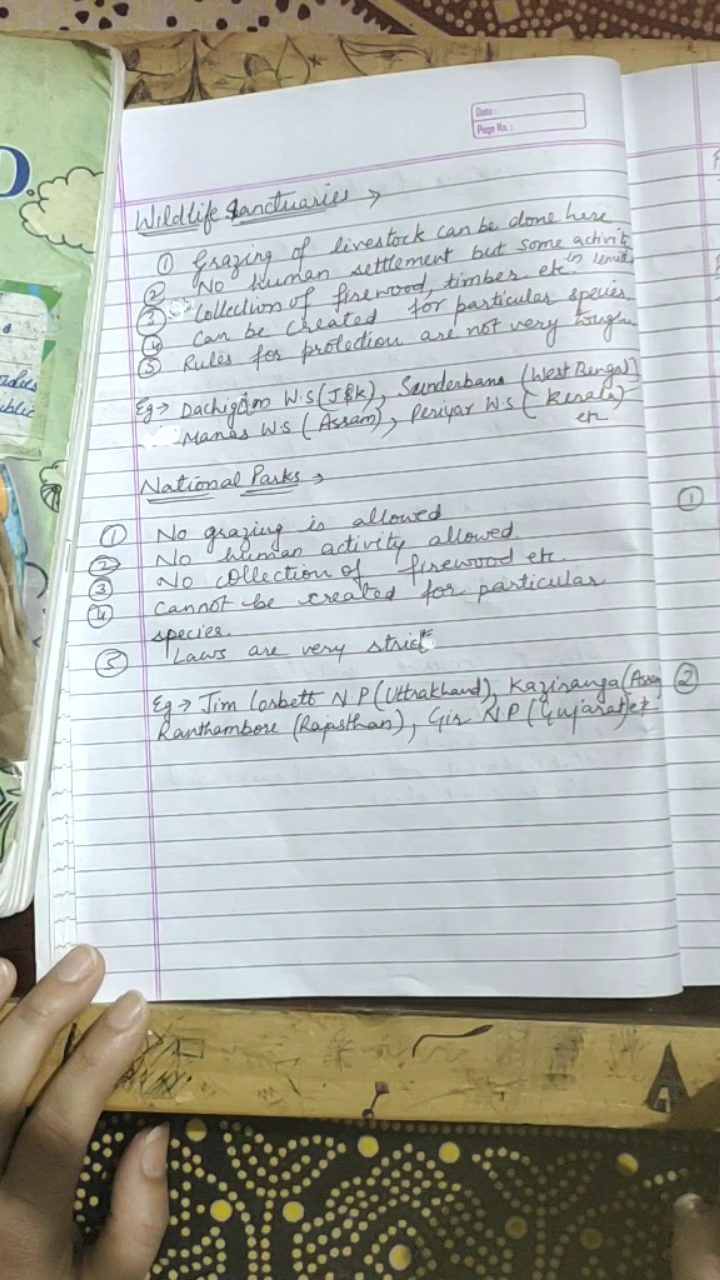 Date :
Page No. :
Wildlife Sanctuaries →
① Grazing of livestock can be done here
② No human settlement but some activit
in limits
③ Collection of firewood, timber etc.
④ Can be created for particular species
⑤ Rules for protection are not very tough
Eg → Dachigam W.S (J&K), Sunderbans (West Bengal)
Manas W.S (Assam), Periyar W.S (Kerala)
etc
National Parks →
① No grazing is allowed
② No human activity allowed.
③ No collection of firewood etc.
④ Cannot be created for particular
species.
⑤ Laws are very strict
Eg → Jim Corbett N.P (Uttrakhand), Kaziranga (Assam
Ranthambore (Rajasthan), Gir N.P (Gujarat) etc.
①
②